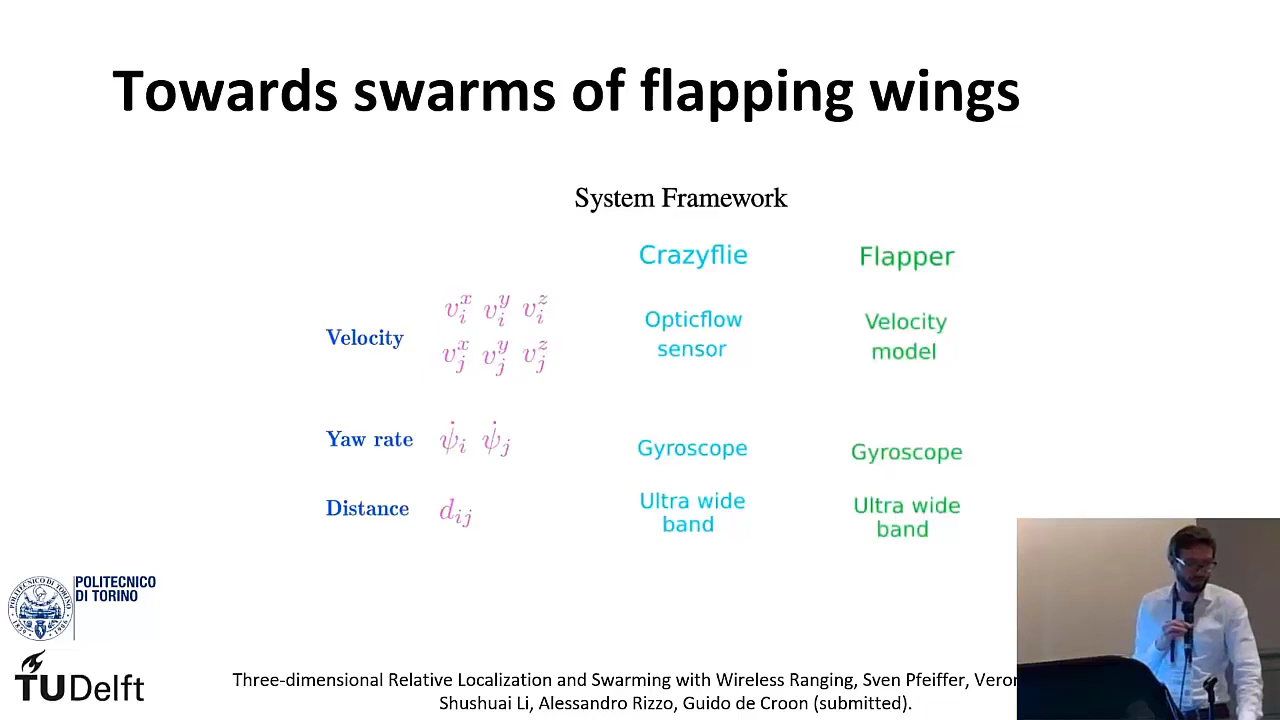 Towards swarms of flapping wings
System Framework
Crazyflie Flapper
Velocity v_i^x v_i^y v_i^z Opticflow sensor Velocity model
v_j^x v_j^y v_j^z
Yaw rate ψ̇_i ψ̇_j Gyroscope Gyroscope
Distance d_{ij} Ultra wide band Ultra wide band
POLITECNICO
DI TORINO
TUDelft
Three-dimensional Relative Localization and Swarming with Wireless Ranging, Sven Pfeiffer,
Shushuai Li, Alessandro Rizzo, Guido de Croon (submitted).